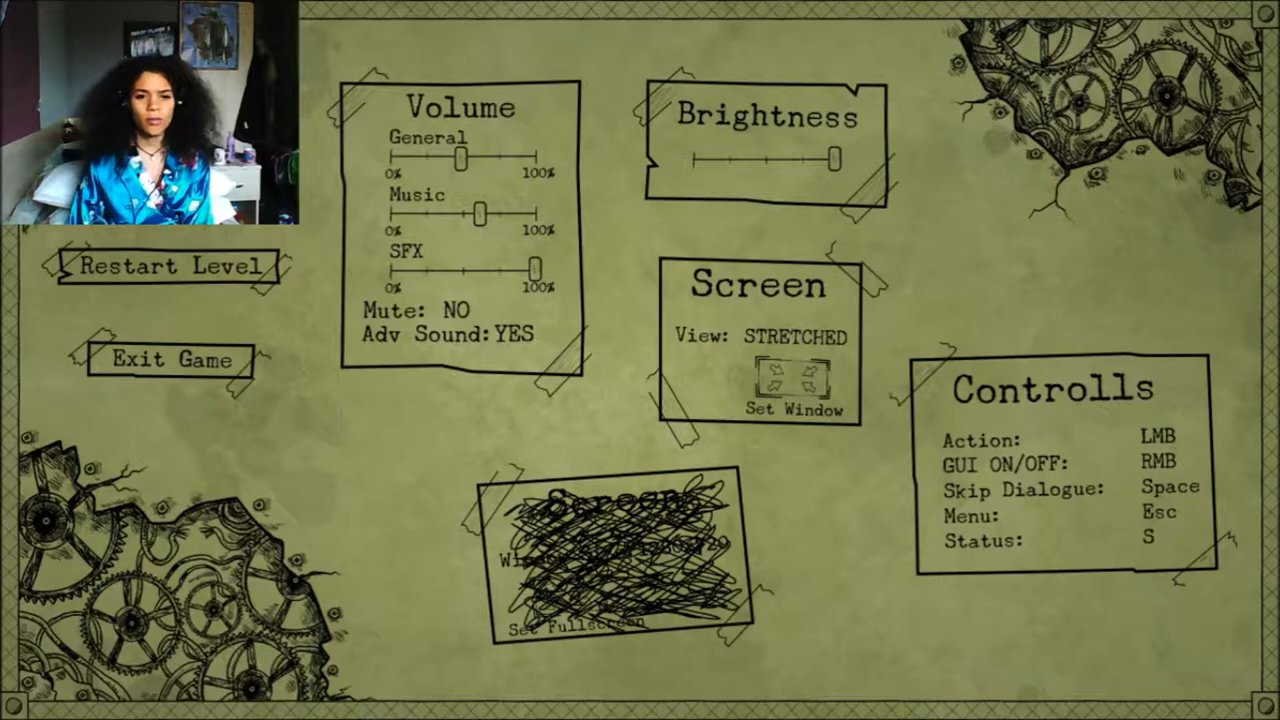 Restart Level
Exit Game
Volume
General
0% 100%
Music
0% 100%
SFX
0% 100%
Mute: NO
Adv Sound: YES
Brightness
Screen
View: STRETCHED
Set Window
Screen
Set Fullscreen
Controlls
Action: LMB
GUI ON/OFF: RMB
Skip Dialogue: Space
Menu: Esc
Status: S